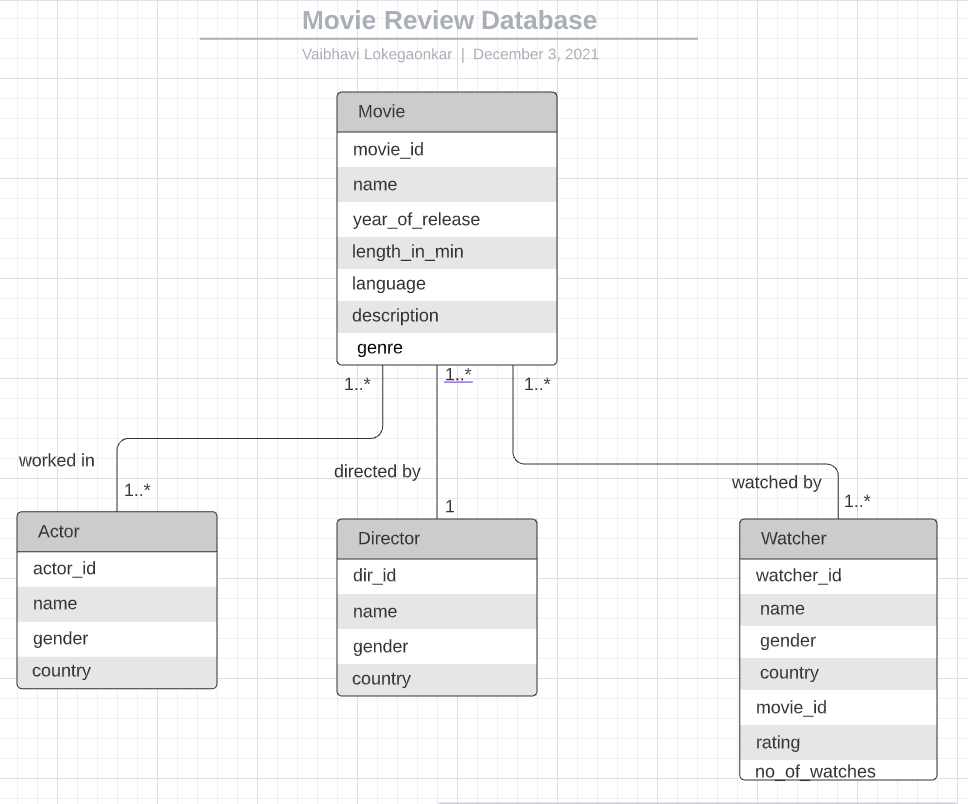 Movie Review Database
Vaibhavi Lokegaonkar | December 3, 2021
Movie
movie_id
name
year_of_release
length_in_min
language
description
genre
1..*
1..*
1..*
worked in
directed by
watched by
1..*
1
1..*
Actor
actor_id
name
gender
country
Director
dir_id
name
gender
country
Watcher
watcher_id
name
gender
country
movie_id
rating
no_of_watches